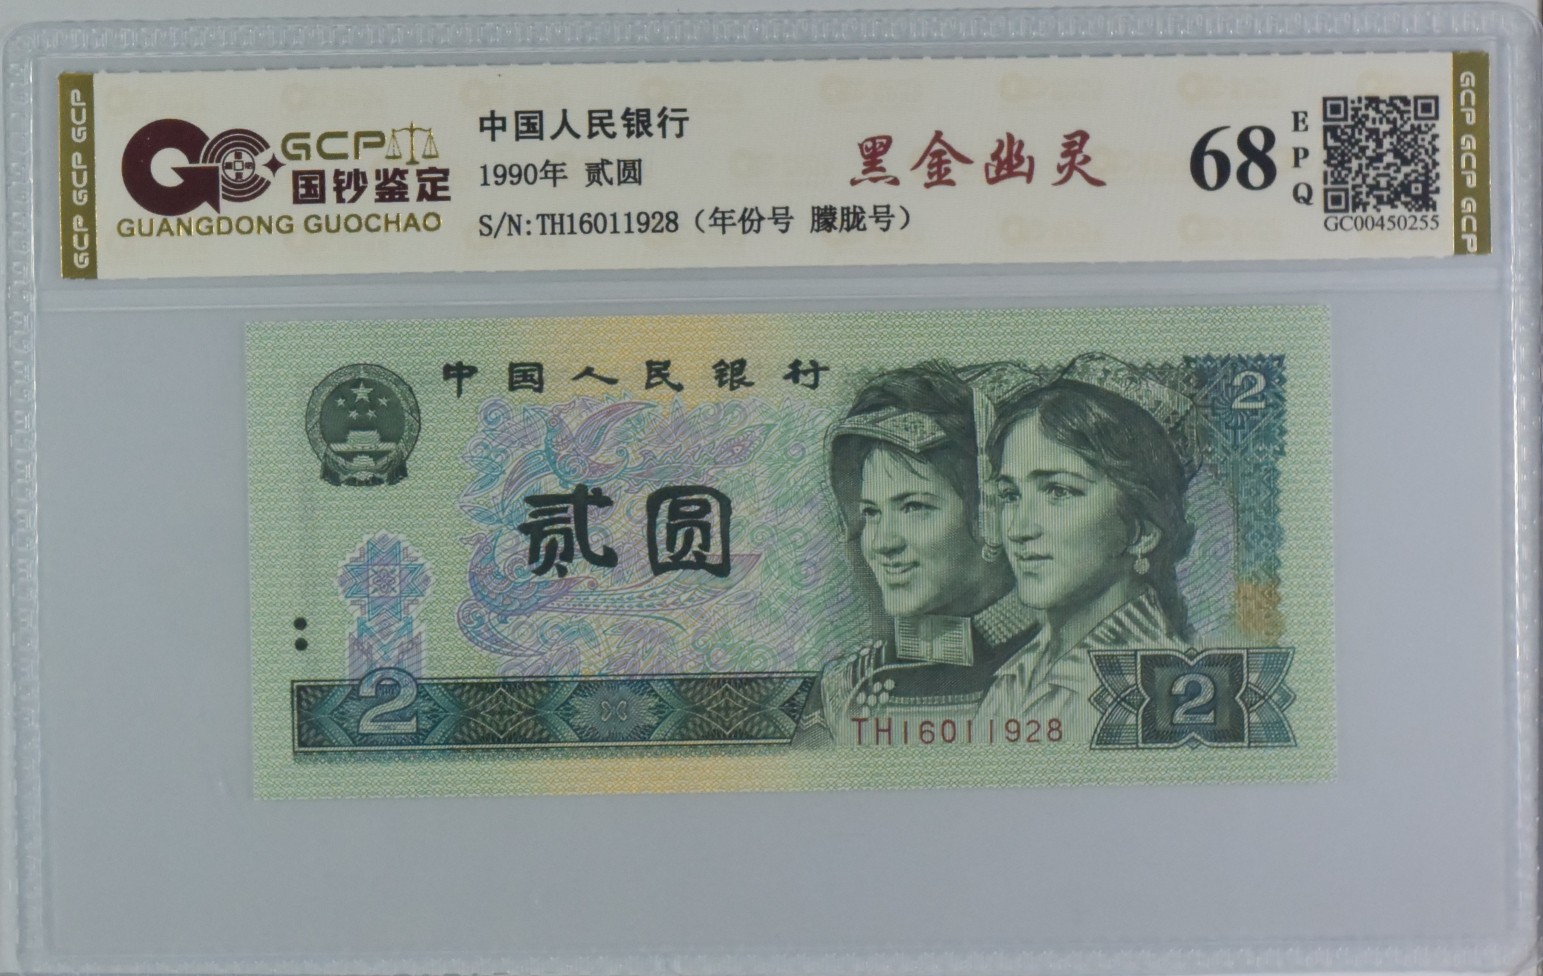 GCP GCP GCP
GCP
国钞鉴定
GUANGDONG GUOCHAO
中国人民银行
1990年 贰圆
S/N:TH16011928（年份号 朦胧号）
黑金幽灵
68
EPQ
GC00450255
GCP GCP GCP
中国人民银行
贰圆
2
2
2
TH16011928